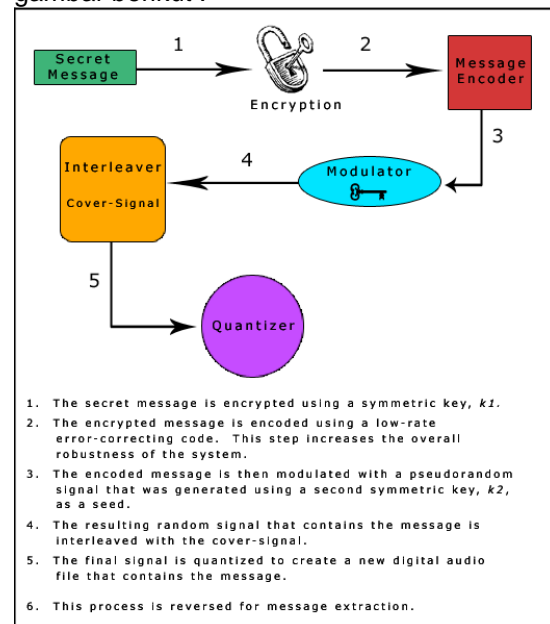 gambar berikut :
1
2
Secret
Message
Encryption
Message
Encoder
3
4
Modulator
Interleaver
Cover-Signal
5
Quantizer
1. The secret message is encrypted using a symmetric key, k1.
2. The encrypted message is encoded using a low-rate
error-correcting code. This step increases the overall
robustness of the system.
3. The encoded message is then modulated with a pseudorandom
signal that was generated using a second symmetric key, k2,
as a seed.
4. The resulting random signal that contains the message is
interleaved with the cover-signal.
5. The final signal is quantized to create a new digital audio
file that contains the message.
6. This process is reversed for message extraction.